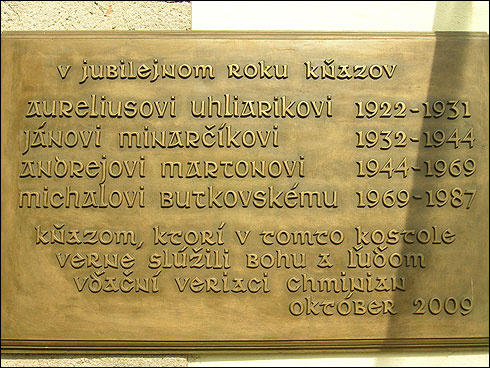 v jubilejnom roku kňazov
aureliusovi uhliarikovi 1922-1931
jánovi minarčíkovi 1932-1944
andrejovi martonovi 1944-1969
michalovi butkovskému 1969-1987
kňazom, ktorí v tomto kostole
verne slúžili bohu a ľuďom
vďační veriaci chminian
október 2009